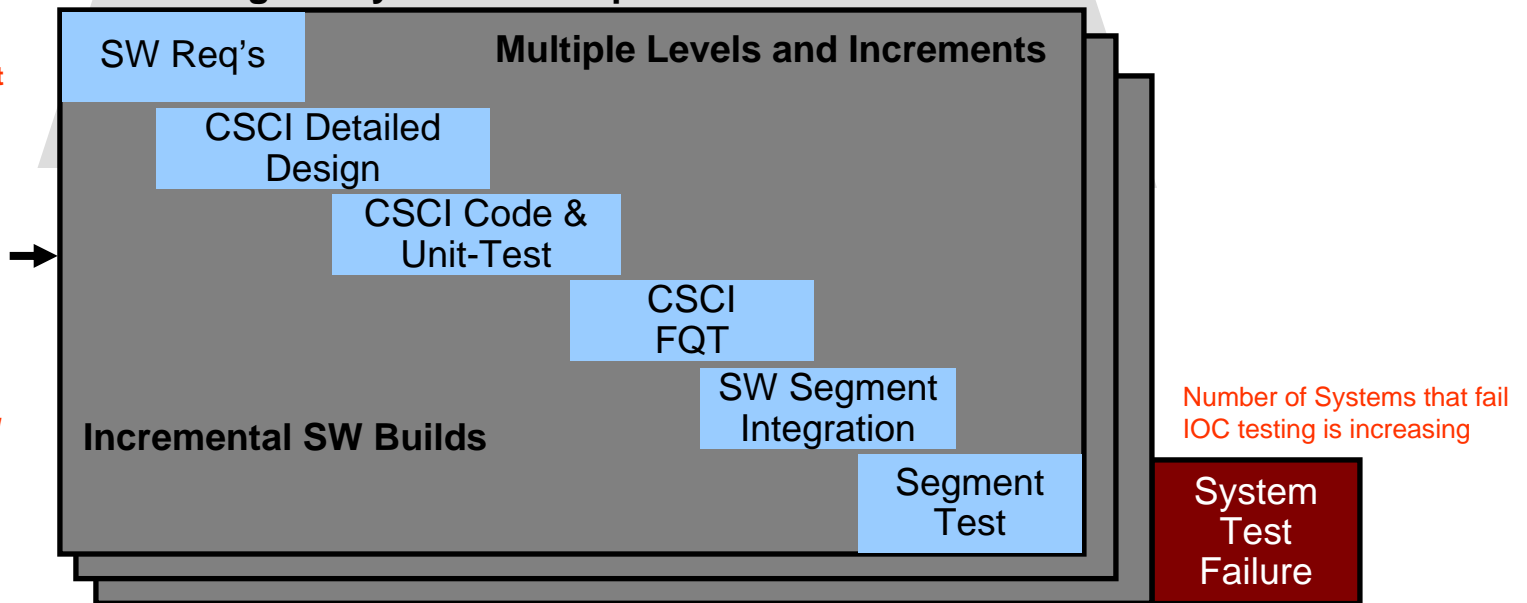 SW Req's
Multiple Levels and Increments
CSCI Detailed
Design
CSCI Code &
Unit-Test
CSCI
FQT
SW Segment
Integration
Incremental SW Builds
Segment
Test
Number of Systems that fail
IOC testing is increasing
System
Test
Failure